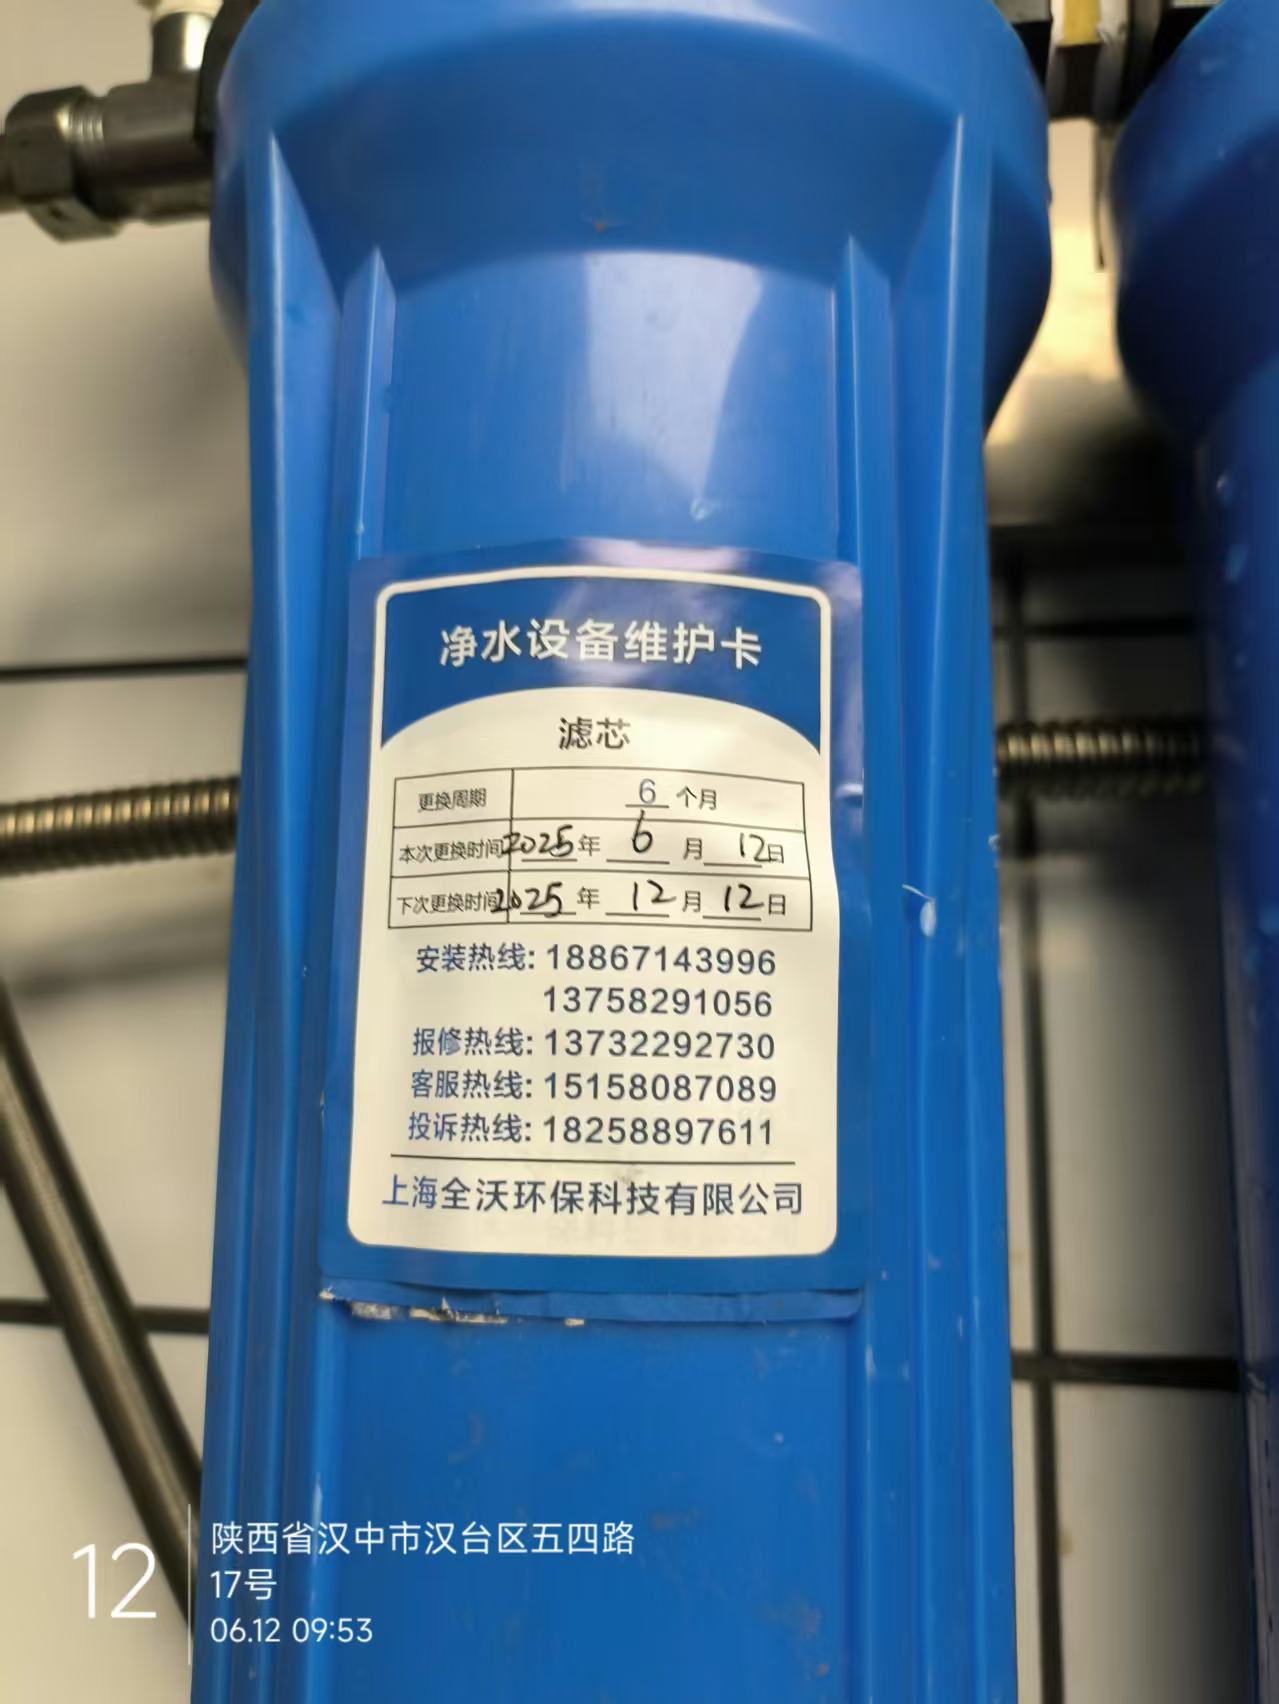 净水设备维护卡
滤芯
更换周期 6 个月
本次更换时间 2025 年 6 月 12 日
下次更换时间 2025 年 12 月 12 日
安装热线: 18867143996
13758291056
报修热线: 13732292730
客服热线: 15158087089
投诉热线: 18258897611
上海全沃环保科技有限公司
12
陕西省汉中市汉台区五四路
17号
06.12 09:53